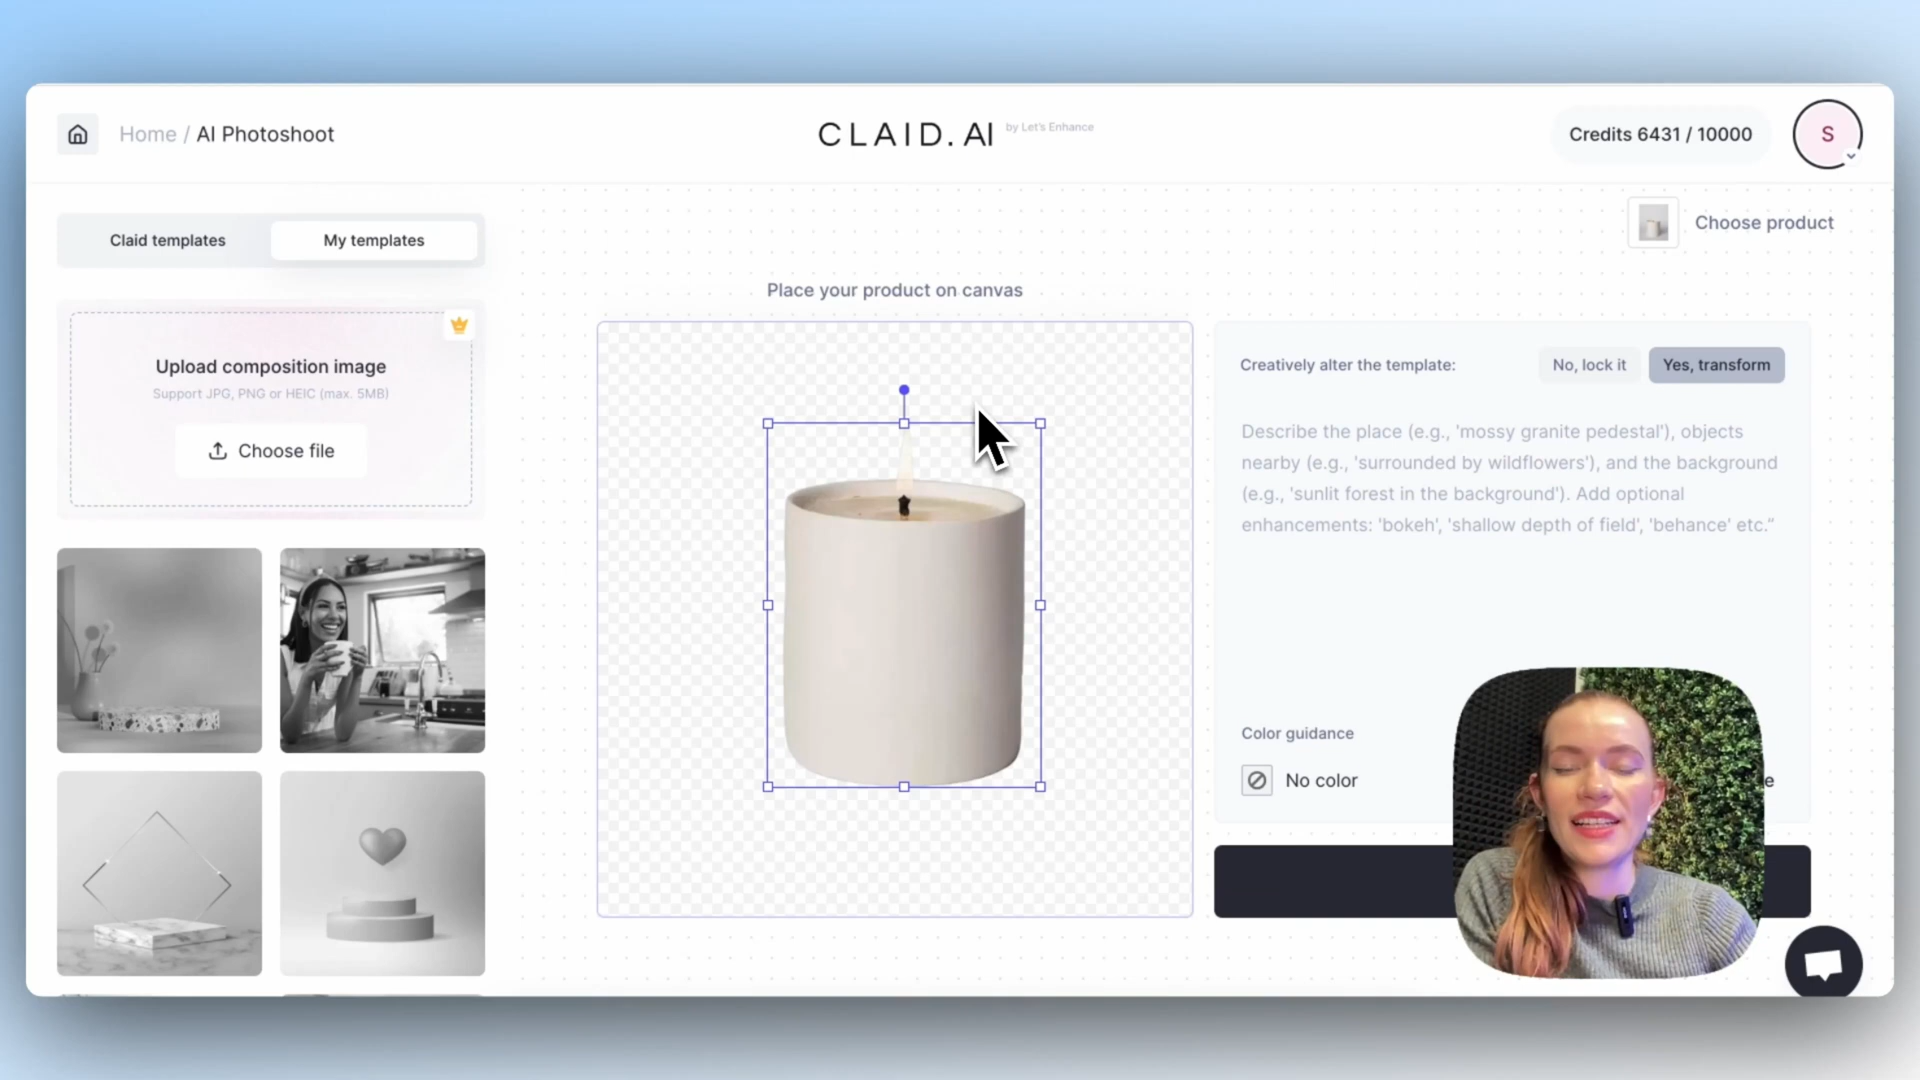 Home / AI Photoshoot
CLAID.AI by Let's Enhance
Credits 6431 / 10000
S
Claid templates
My templates
Choose product
Upload composition image
Support JPG, PNG or HEIC (max. 5MB)
Choose file
Place your product on canvas
Creatively alter the template:
No, lock it
Yes, transform
Describe the place (e.g., 'mossy granite pedestal'), objects
nearby (e.g., 'surrounded by wildflowers'), and the background
(e.g., 'sunlit forest in the background'). Add optional
enhancements: 'bokeh', 'shallow depth of field', 'behance' etc."
Color guidance
No color
e